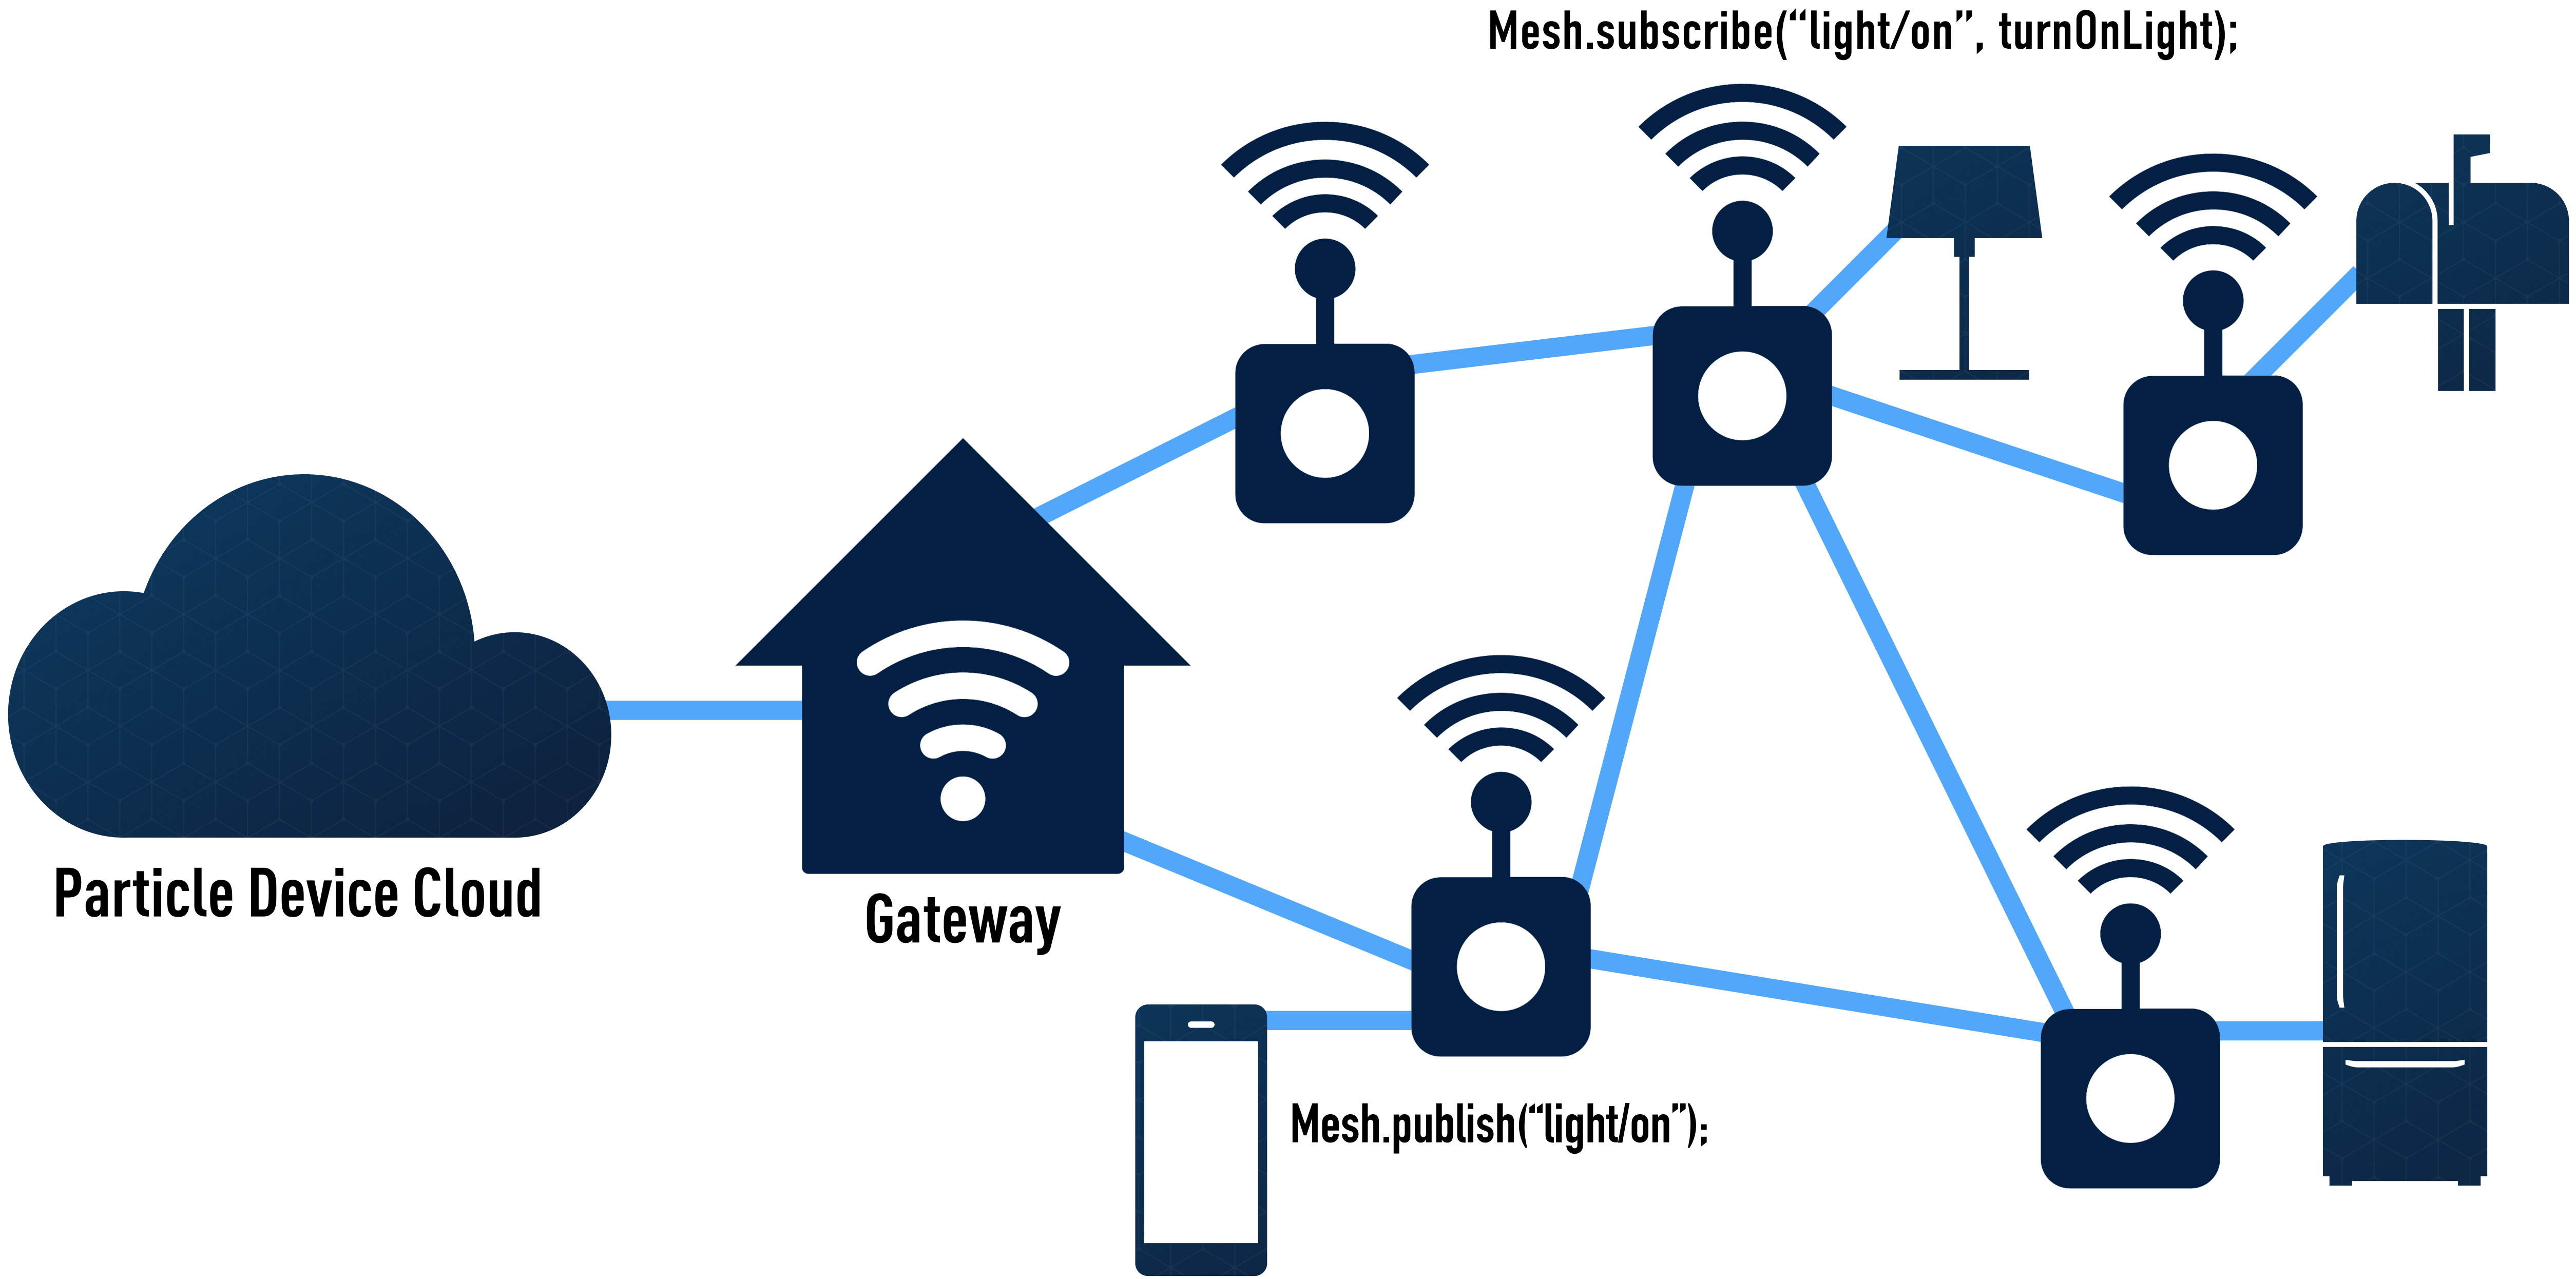 Mesh.subscribe(“light/on”, turnOnLight);
Particle Device Cloud
Gateway
Mesh.publish(“light/on”);